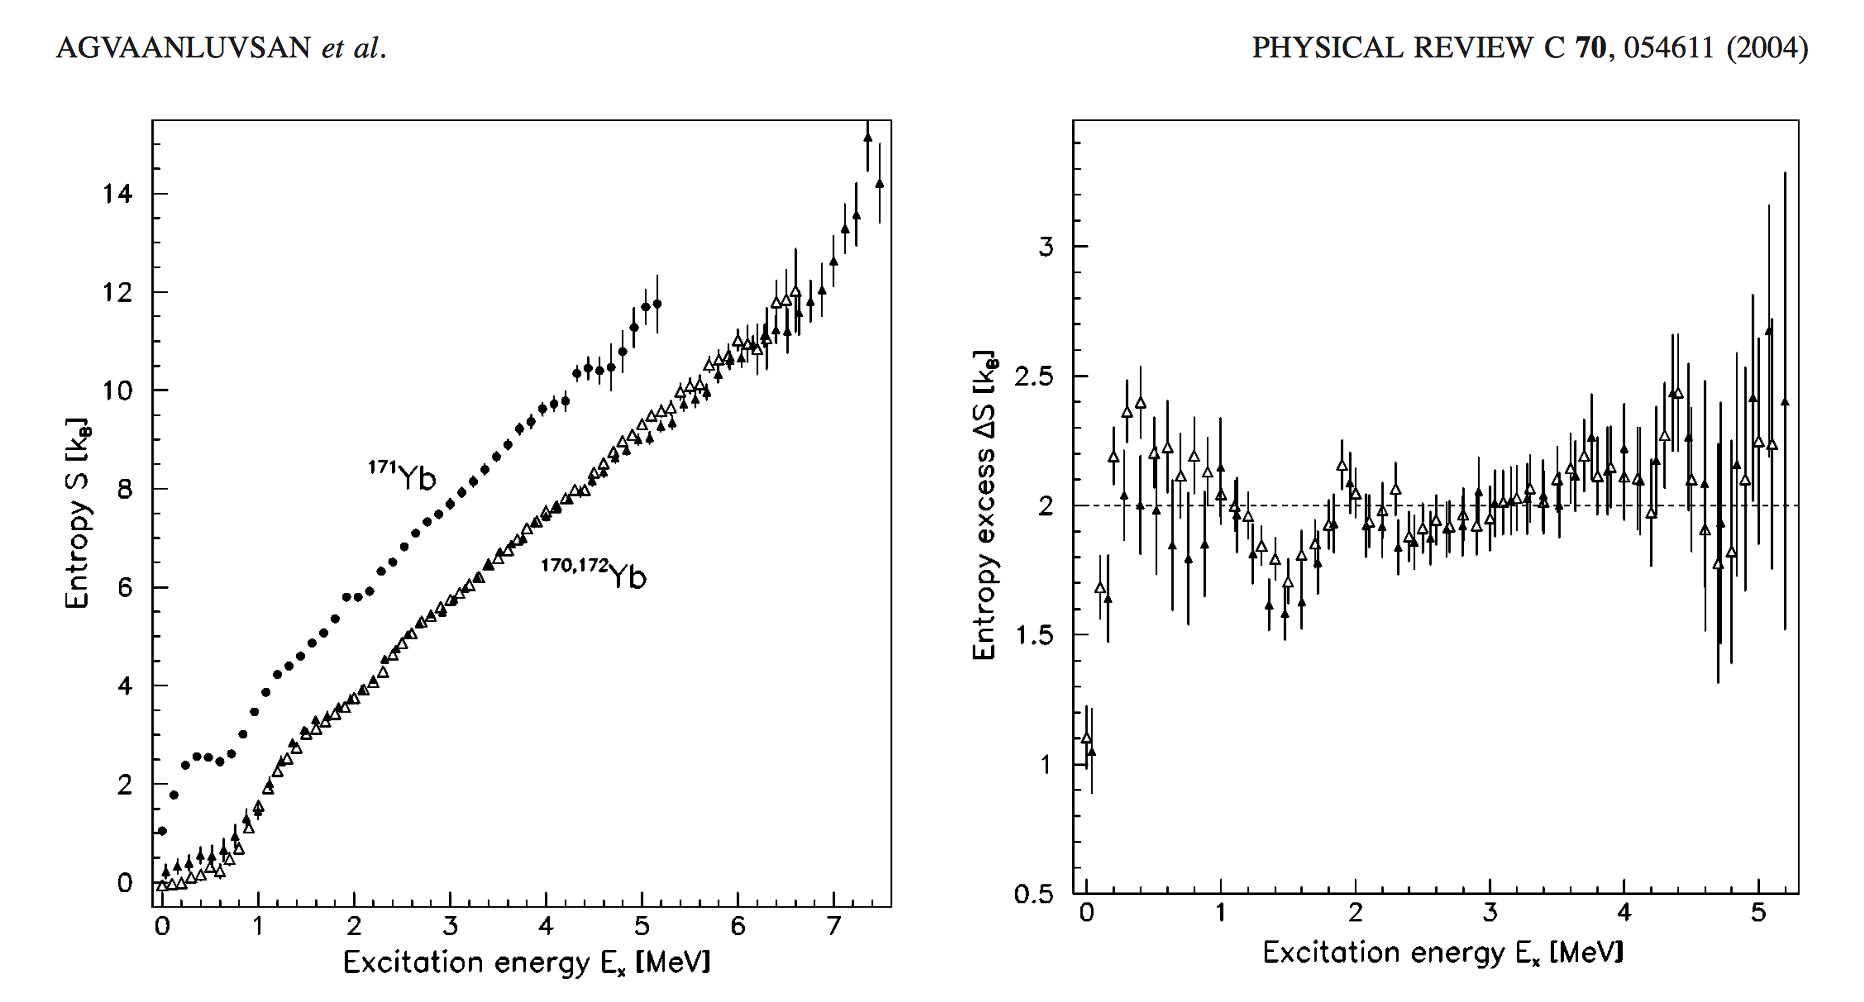 AGVAANLUVSAN et al.
PHYSICAL REVIEW C 70, 054611 (2004)
14
12
10
8
6
4
2
0
Entropy S [kB]
171Yb
170,172Yb
0 1 2 3 4 5 6 7
Excitation energy Ex [MeV]
3
2.5
2
1.5
1
0.5
Entropy excess ΔS [kB]
0 1 2 3 4 5
Excitation energy Ex [MeV]